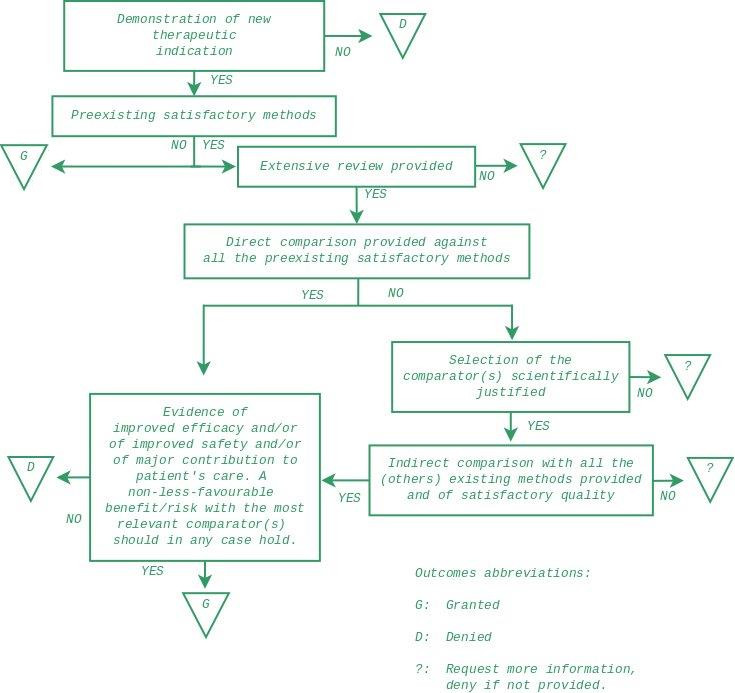 Demonstration of new
therapeutic
indication
D
NO
YES
Preexisting satisfactory methods
NO YES
G
Extensive review provided
?
NO
YES
Direct comparison provided against
all the preexisting satisfactory methods
YES
NO
Selection of the
comparator(s) scientifically
justified
?
NO
YES
Evidence of
improved efficacy and/or
of improved safety and/or
of major contribution to
patient's care. A
non-less-favourable
benefit/risk with the most
relevant comparator(s)
should in any case hold.
Indirect comparison with all the
(others) existing methods provided
and of satisfactory quality
?
NO
YES
D
NO
YES
G
Outcomes abbreviations:
G: Granted
D: Denied
?: Request more information,
deny if not provided.